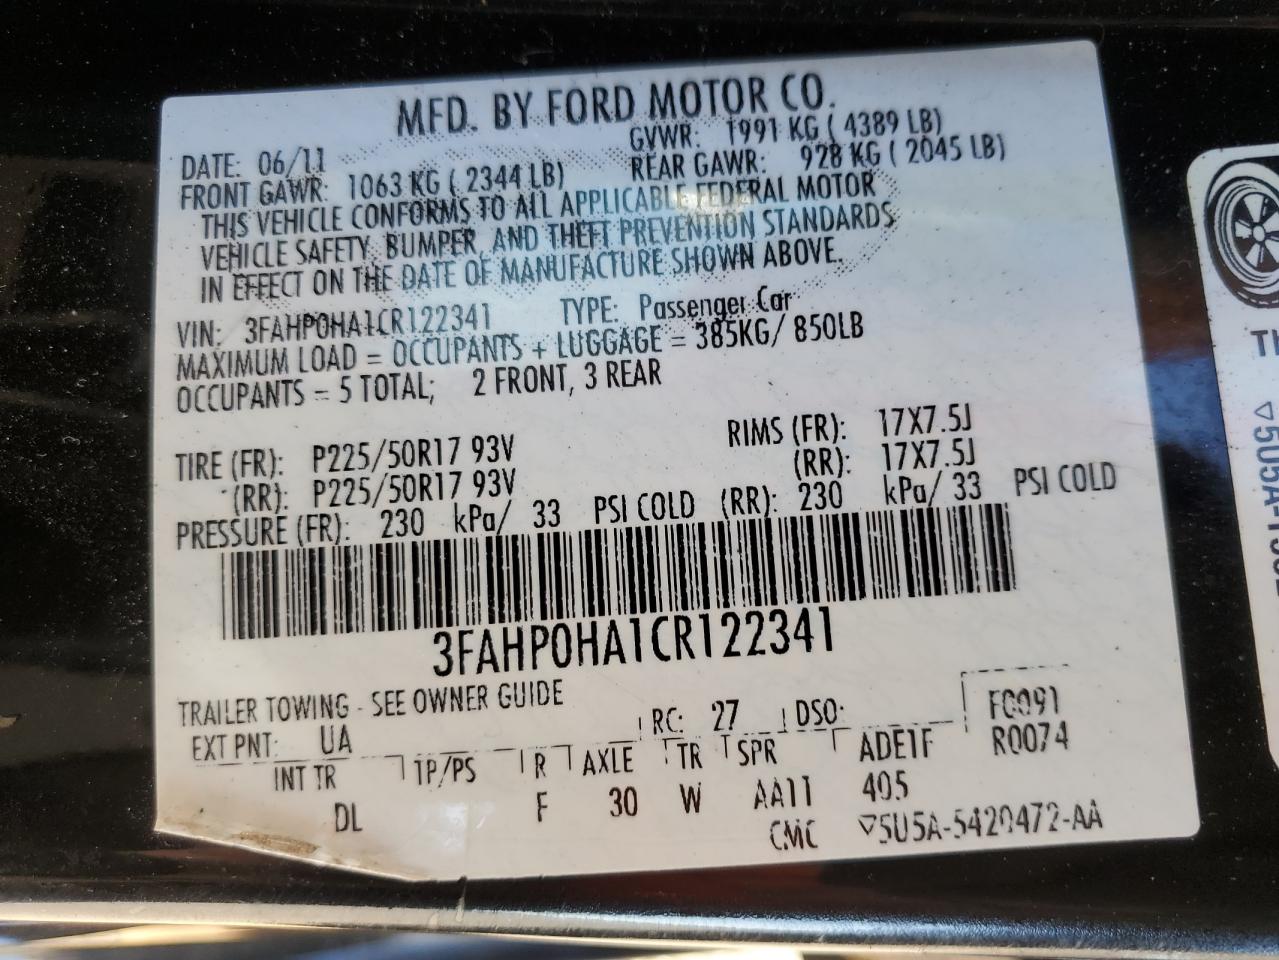 MFD. BY FORD MOTOR CO.
DATE: 06/11 GVWR: 1991 KG ( 4389 LB)
FRONT GAWR: 1063 KG ( 2344 LB) REAR GAWR: 928 KG ( 2045 LB)
THIS VEHICLE CONFORMS TO ALL APPLICABLE FEDERAL MOTOR
VEHICLE SAFETY, BUMPER, AND THEFT PREVENTION STANDARDS
IN EFFECT ON THE DATE OF MANUFACTURE SHOWN ABOVE.
VIN: 3FAHP0HA1CR122341 TYPE: Passenger Car
MAXIMUM LOAD = OCCUPANTS + LUGGAGE = 385KG/ 850LB
OCCUPANTS = 5 TOTAL; 2 FRONT, 3 REAR
TIRE (FR): P225/50R17 93V RIMS (FR): 17X7.5J
(RR): P225/50R17 93V (RR): 17X7.5J
PRESSURE (FR): 230 kPa/ 33 PSI COLD (RR): 230 kPa/ 33 PSI COLD
3FAHP0HA1CR122341
TRAILER TOWING - SEE OWNER GUIDE
EXT PNT: UA RC: 27 DSO: F0091
R0074
INT TR TP/PS R AXLE TR SPR ADE1F
DL F 30 W AA11 405
CMC ▽5U5A-5420472-AA